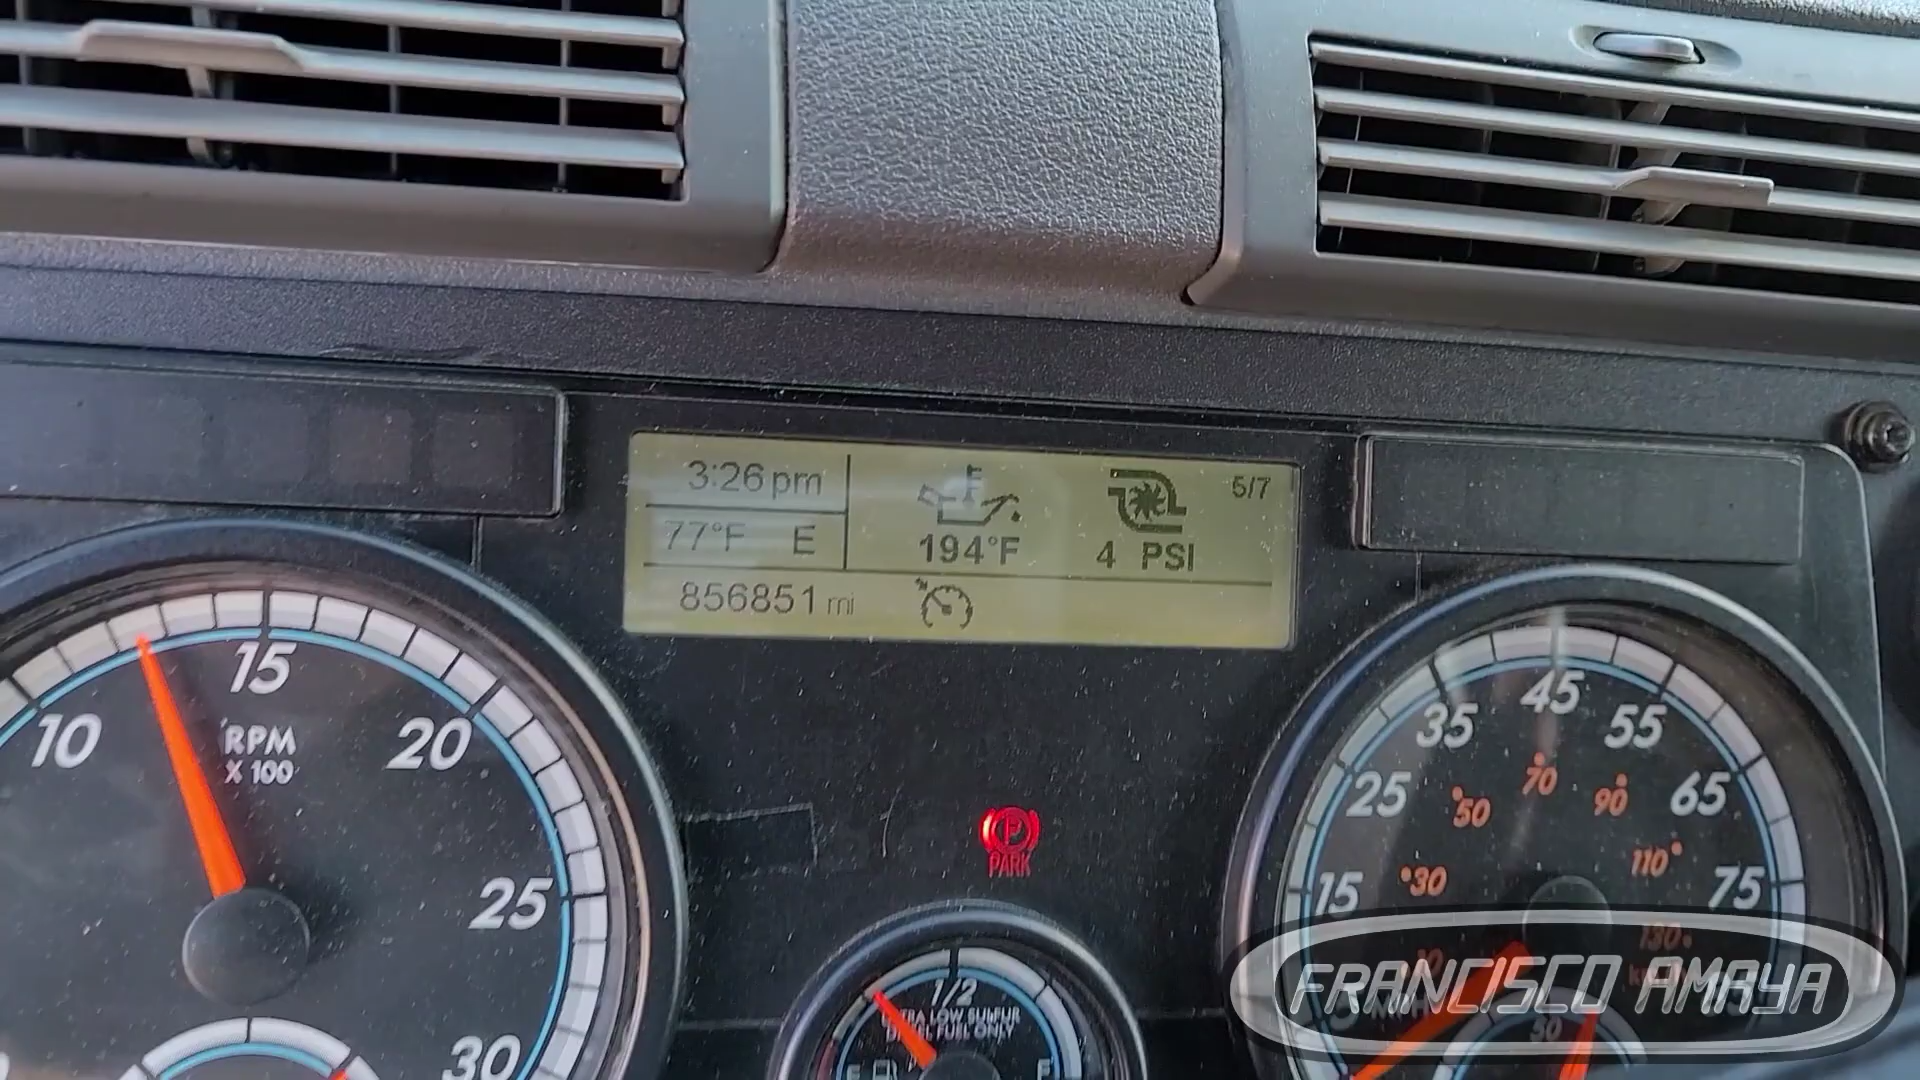 3:26 pm
77°F E
856851 mi
194°F
4 PSI
5/7
10
15
20
25
30
RPM
X 100
PARK
1/2
ULTRA LOW SULFUR
DIESEL FUEL ONLY
E
F
15
25
35
45
55
65
75
30
50
70
90
110
130
50
FRANCISCO AMAYA